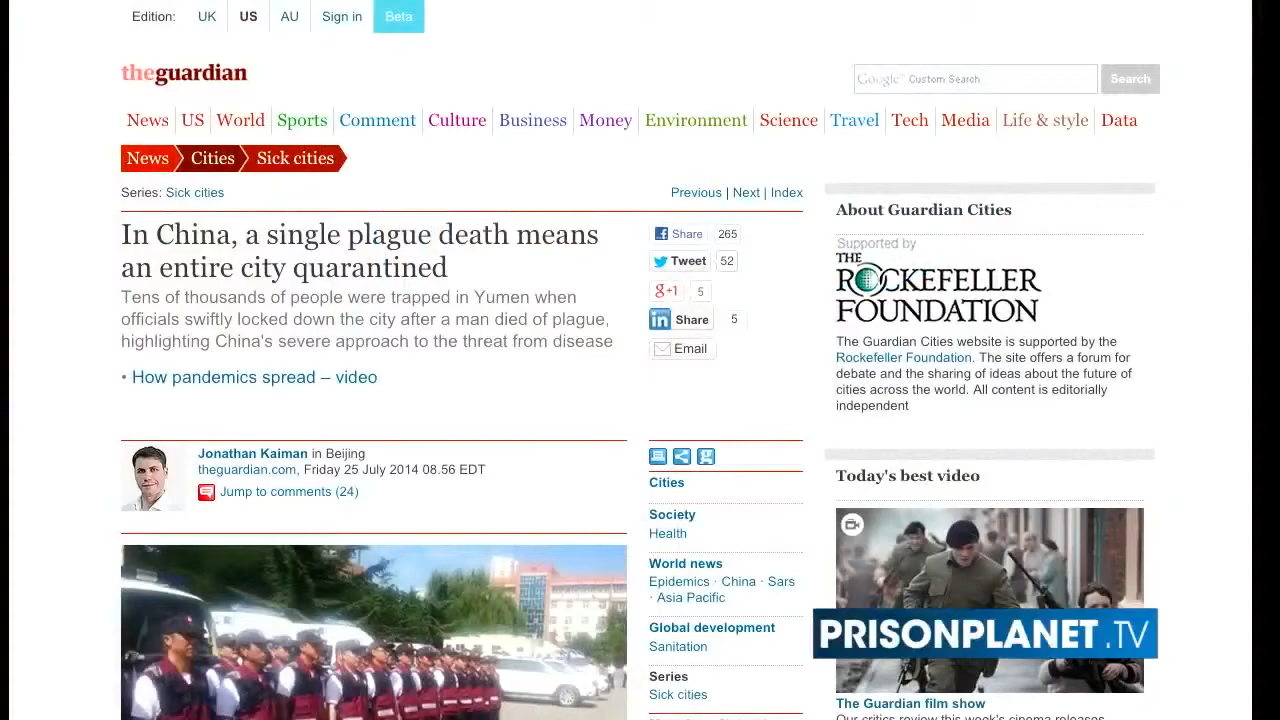 Edition: UK US AU Sign in Beta
theguardian
Google™ Custom Search Search
News US World Sports Comment Culture Business Money Environment Science Travel Tech Media Life & style Data
News Cities Sick cities
Series: Sick cities
Previous | Next | Index
In China, a single plague death means
an entire city quarantined
Tens of thousands of people were trapped in Yumen when
officials swiftly locked down the city after a man died of plague,
highlighting China's severe approach to the threat from disease
• How pandemics spread – video
Share 265
Tweet 52
g+1 5
in Share 5
Email
Jonathan Kaiman in Beijing
theguardian.com, Friday 25 July 2014 08.56 EDT
Jump to comments (24)
Cities
Society
Health
World news
Epidemics · China · Sars
· Asia Pacific
Global development
Sanitation
Series
Sick cities
About Guardian Cities
Supported by
THE
ROCKEFELLER
FOUNDATION
The Guardian Cities website is supported by the
Rockefeller Foundation. The site offers a forum for
debate and the sharing of ideas about the future of
cities across the world. All content is editorially
independent
Today's best video
PRISONPLANET.TV
The Guardian film show
Our critics review this week's cinema releases